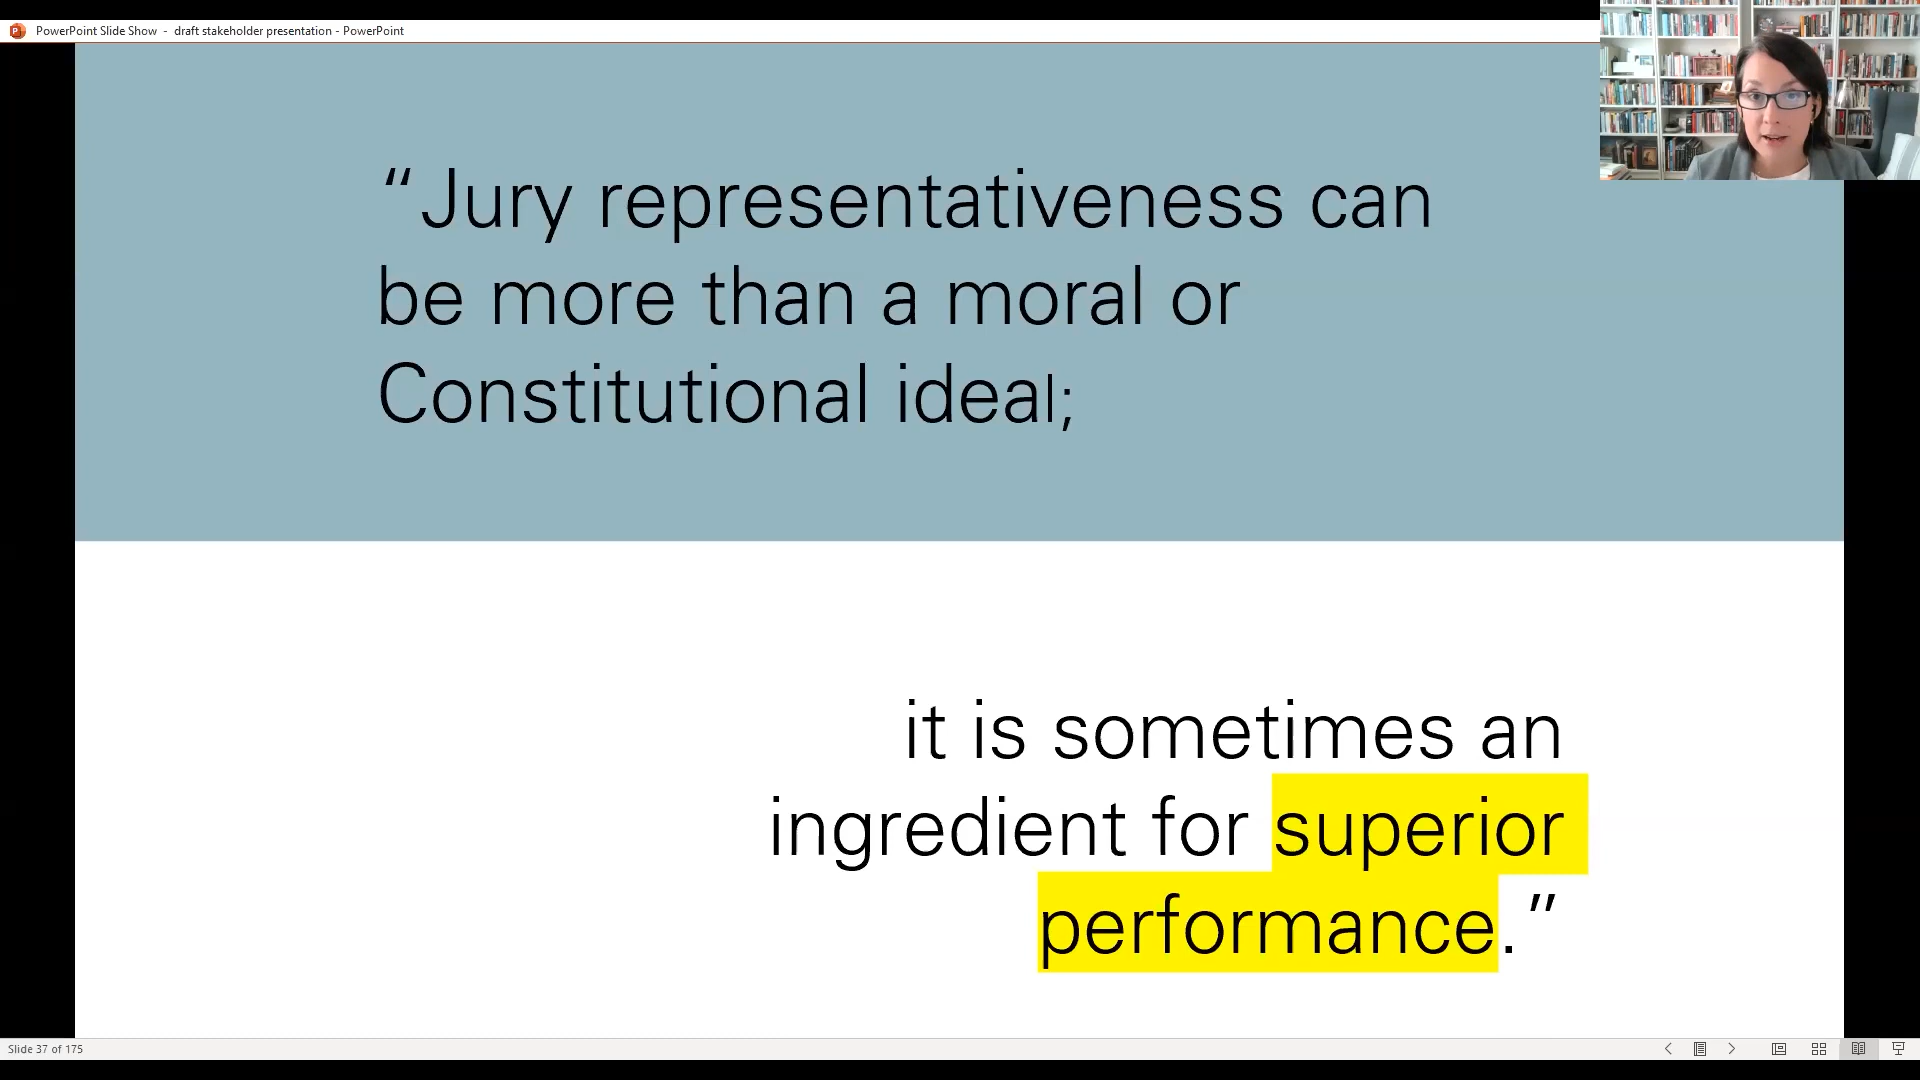 PowerPoint Slide Show - draft stakeholder presentation - PowerPoint
“Jury representativeness can
be more than a moral or
Constitutional ideal;
it is sometimes an
ingredient for superior
performance.”
Slide 37 of 175